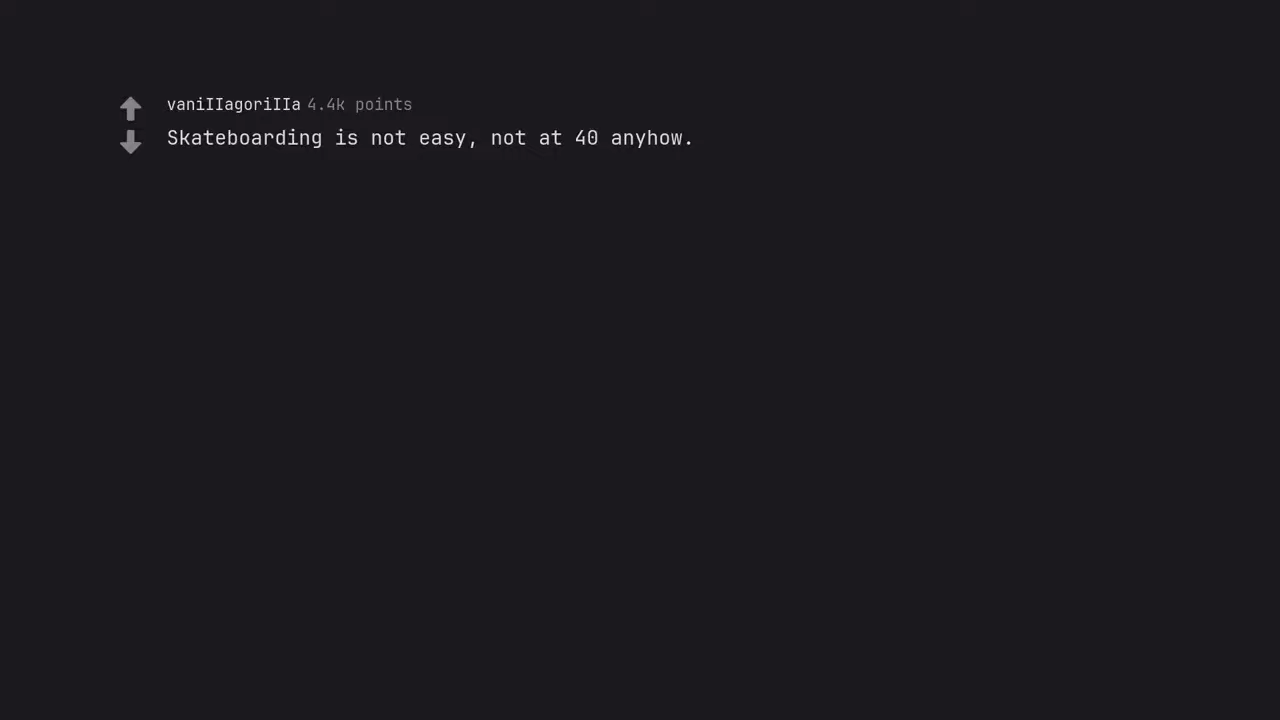 vaniIIagoriIIa 4.4k points
Skateboarding is not easy, not at 40 anyhow.